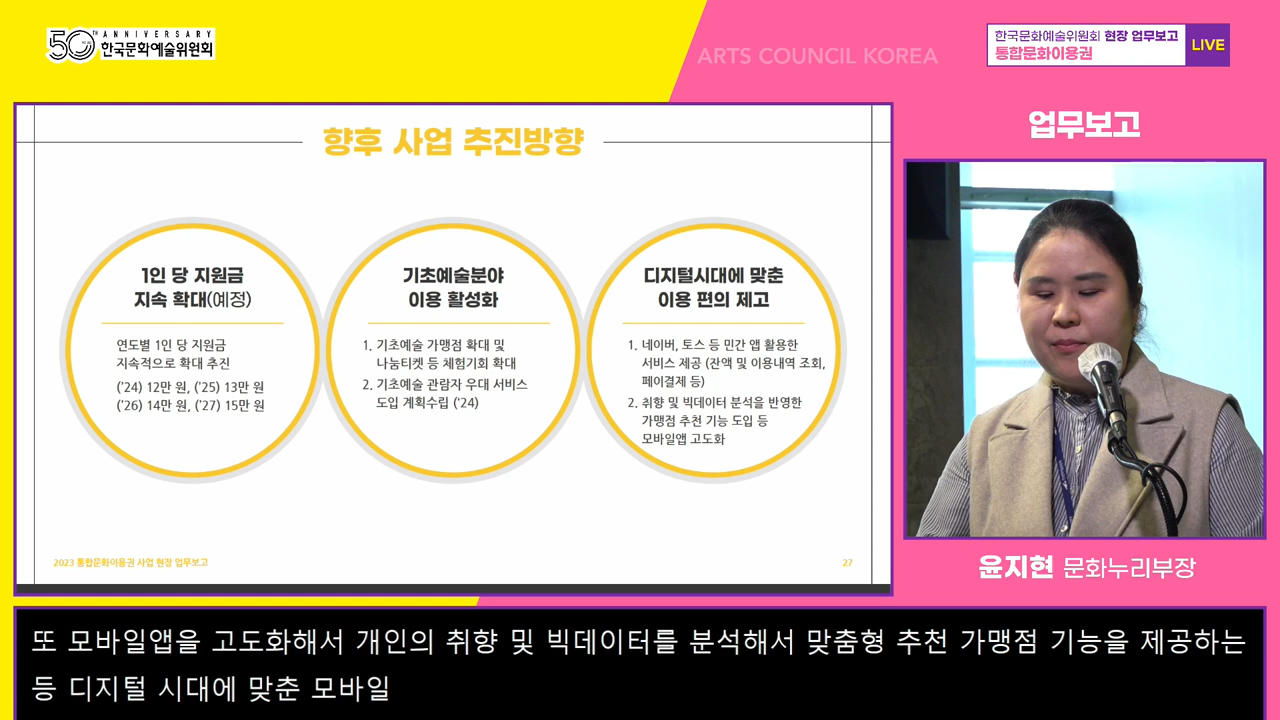 50TH ANNIVERSARY
한국문화예술위원회
ARTS COUNCIL KOREA
한국문화예술위원회 현장 업무보고
통합문화이용권
LIVE
향후 사업 추진방향
1인 당 지원금
지속 확대(예정)
연도별 1인 당 지원금
지속적으로 확대 추진
('24) 12만 원, ('25) 13만 원
('26) 14만 원, ('27) 15만 원
기초예술분야
이용 활성화
1. 기초예술 가맹점 확대 및
나눔티켓 등 체험기회 확대
2. 기초예술 관람자 우대 서비스
도입 계획수립 ('24)
디지털시대에 맞춘
이용 편의 제고
1. 네이버, 토스 등 민간 앱 활용한
서비스 제공 (잔액 및 이용내역 조회,
페이결제 등)
2. 취향 및 빅데이터 분석을 반영한
가맹점 추천 기능 도입 등
모바일앱 고도화
2023 통합문화이용권 사업 현장 업무보고
27
업무보고
윤지현 문화누리부장
또 모바일앱을 고도화해서 개인의 취향 및 빅데이터를 분석해서 맞춤형 추천 가맹점 기능을 제공하는
등 디지털 시대에 맞춘 모바일